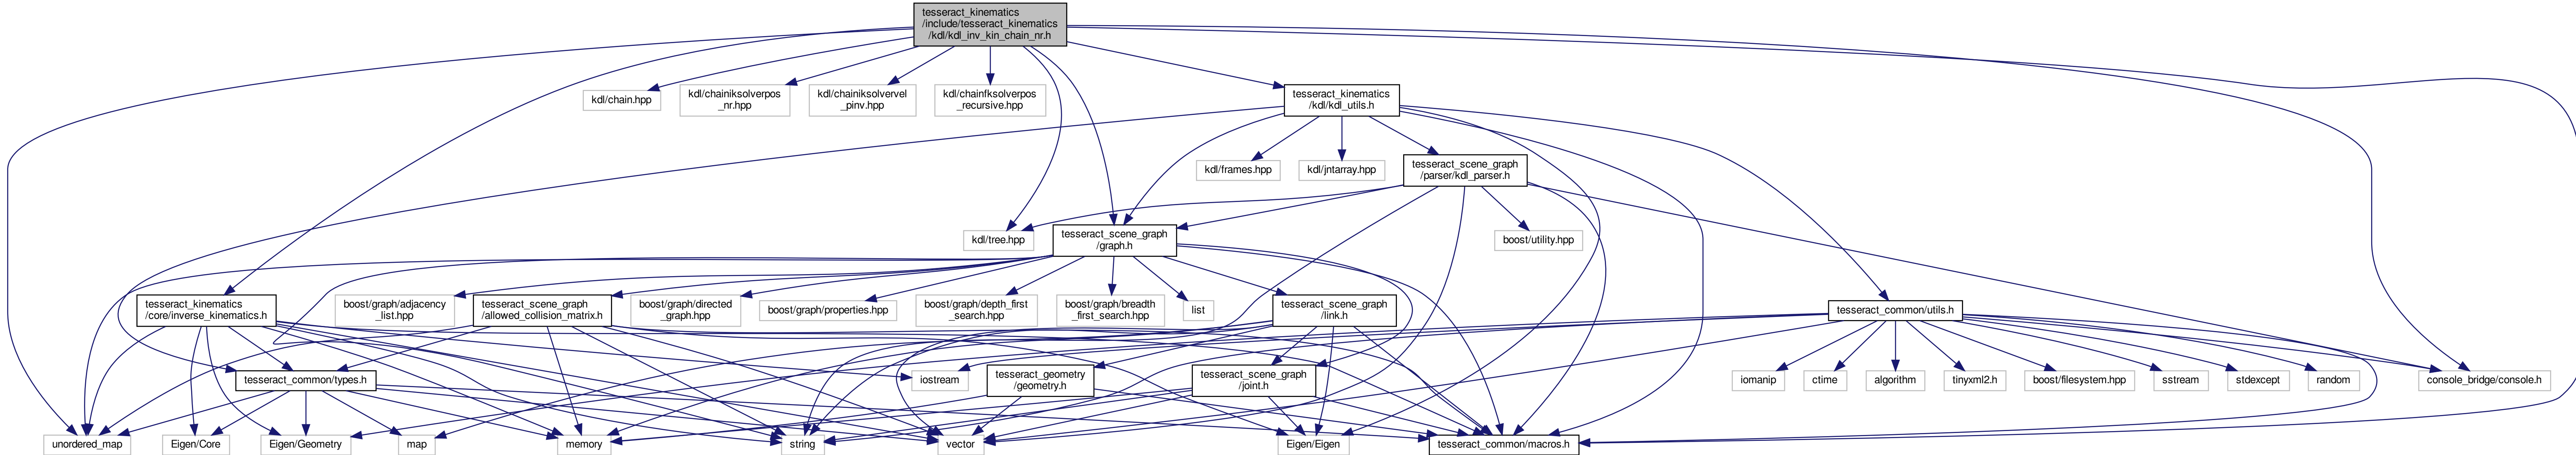 tesseract_kinematics
/include/tesseract_kinematics
/kdl/kdl_inv_kin_chain_nr.h
kdl/chain.hpp
kdl/chainiksolverpos
_nr.hpp
kdl/chainiksolvervel
_pinv.hpp
kdl/chainfksolverpos
_recursive.hpp
tesseract_kinematics
/kdl/kdl_utils.h
kdl/frames.hpp
kdl/jntarray.hpp
tesseract_scene_graph
/parser/kdl_parser.h
kdl/tree.hpp
tesseract_scene_graph
/graph.h
boost/utility.hpp
tesseract_kinematics
/core/inverse_kinematics.h
boost/graph/adjacency
_list.hpp
tesseract_scene_graph
/allowed_collision_matrix.h
boost/graph/directed
_graph.hpp
boost/graph/properties.hpp
boost/graph/depth_first
_search.hpp
boost/graph/breadth
_first_search.hpp
list
tesseract_scene_graph
/link.h
tesseract_common/utils.h
tesseract_common/types.h
iostream
tesseract_geometry
/geometry.h
tesseract_scene_graph
/joint.h
iomanip
ctime
algorithm
tinyxml2.h
boost/filesystem.hpp
sstream
stdexcept
random
console_bridge/console.h
unordered_map
Eigen/Core
Eigen/Geometry
map
memory
string
vector
Eigen/Eigen
tesseract_common/macros.h